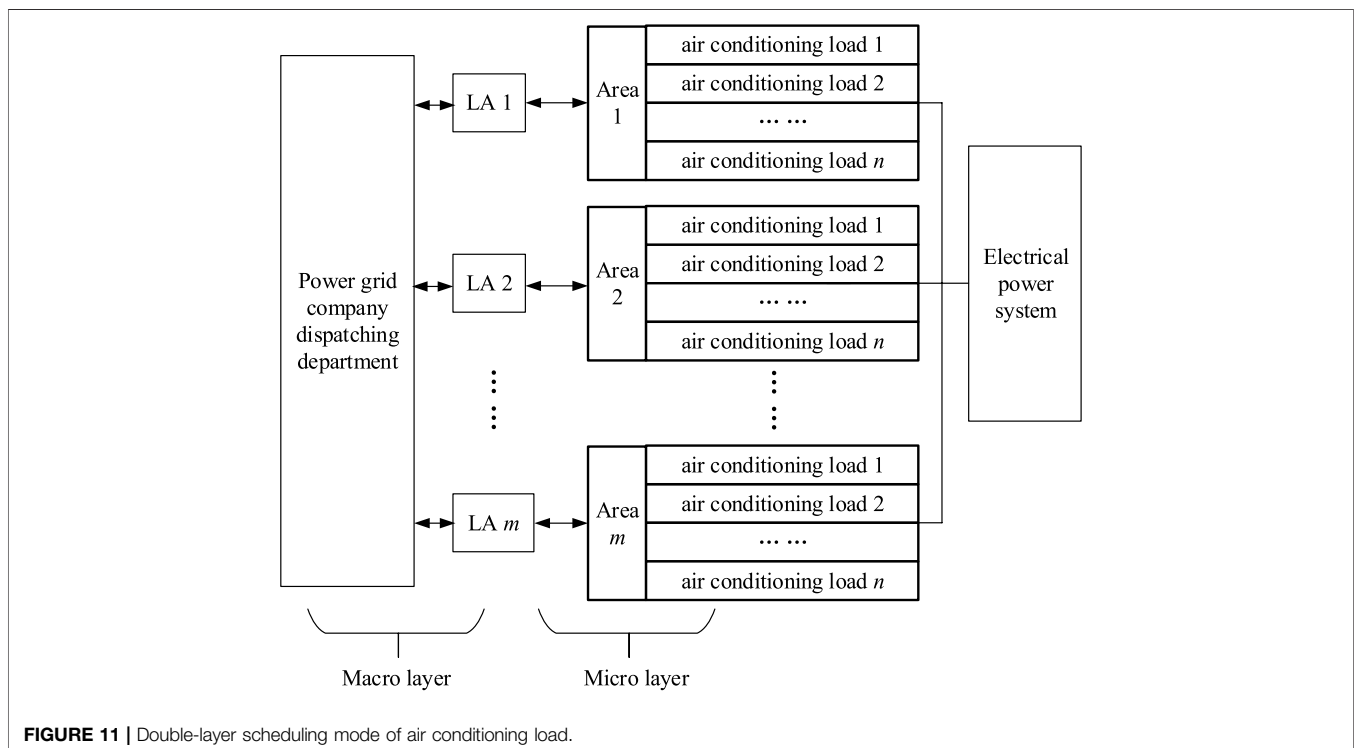 Power grid
company
dispatching
department
LA 1
LA 2
LA m
Area
1
air conditioning load 1
air conditioning load 2
... ...
air conditioning load n
Area
2
air conditioning load 1
air conditioning load 2
... ...
air conditioning load n
Area
m
air conditioning load 1
air conditioning load 2
... ...
air conditioning load n
Electrical
power
system
Macro layer
Micro layer
FIGURE 11 | Double-layer scheduling mode of air conditioning load.